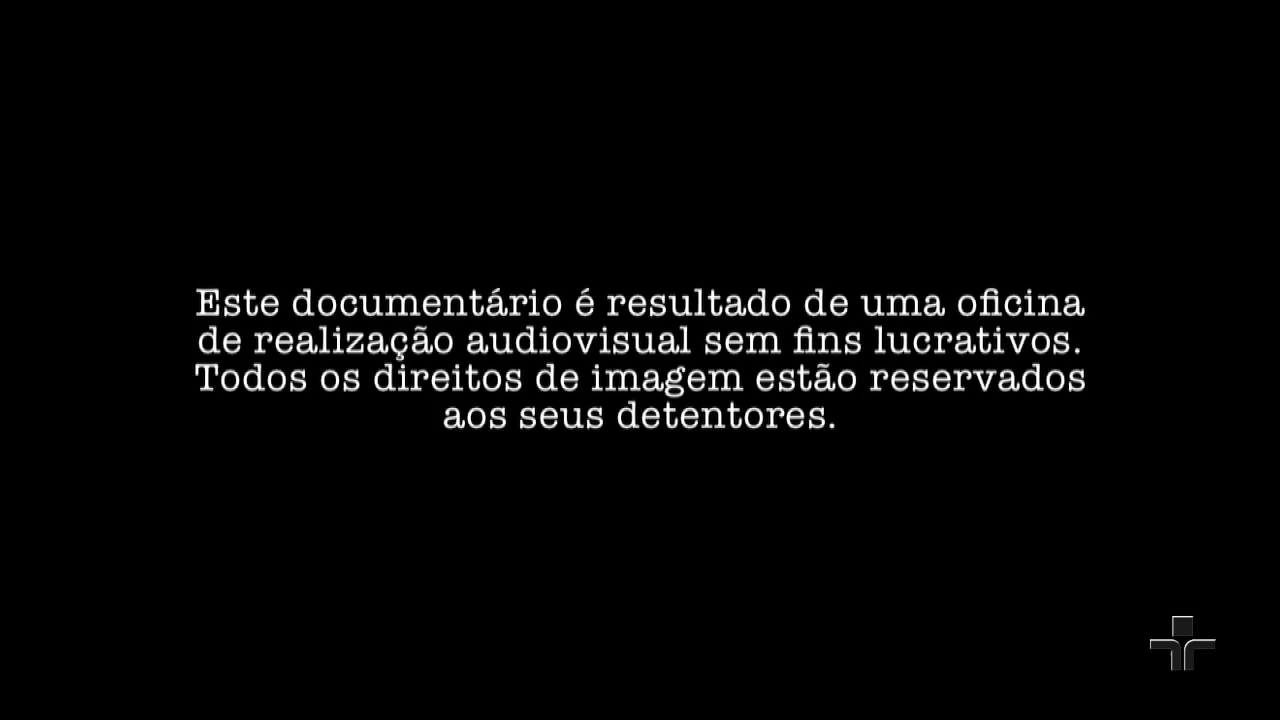 Este documentário é resultado de uma oficina
de realização audiovisual sem fins lucrativos.
Todos os direitos de imagem estão reservados
aos seus detentores.